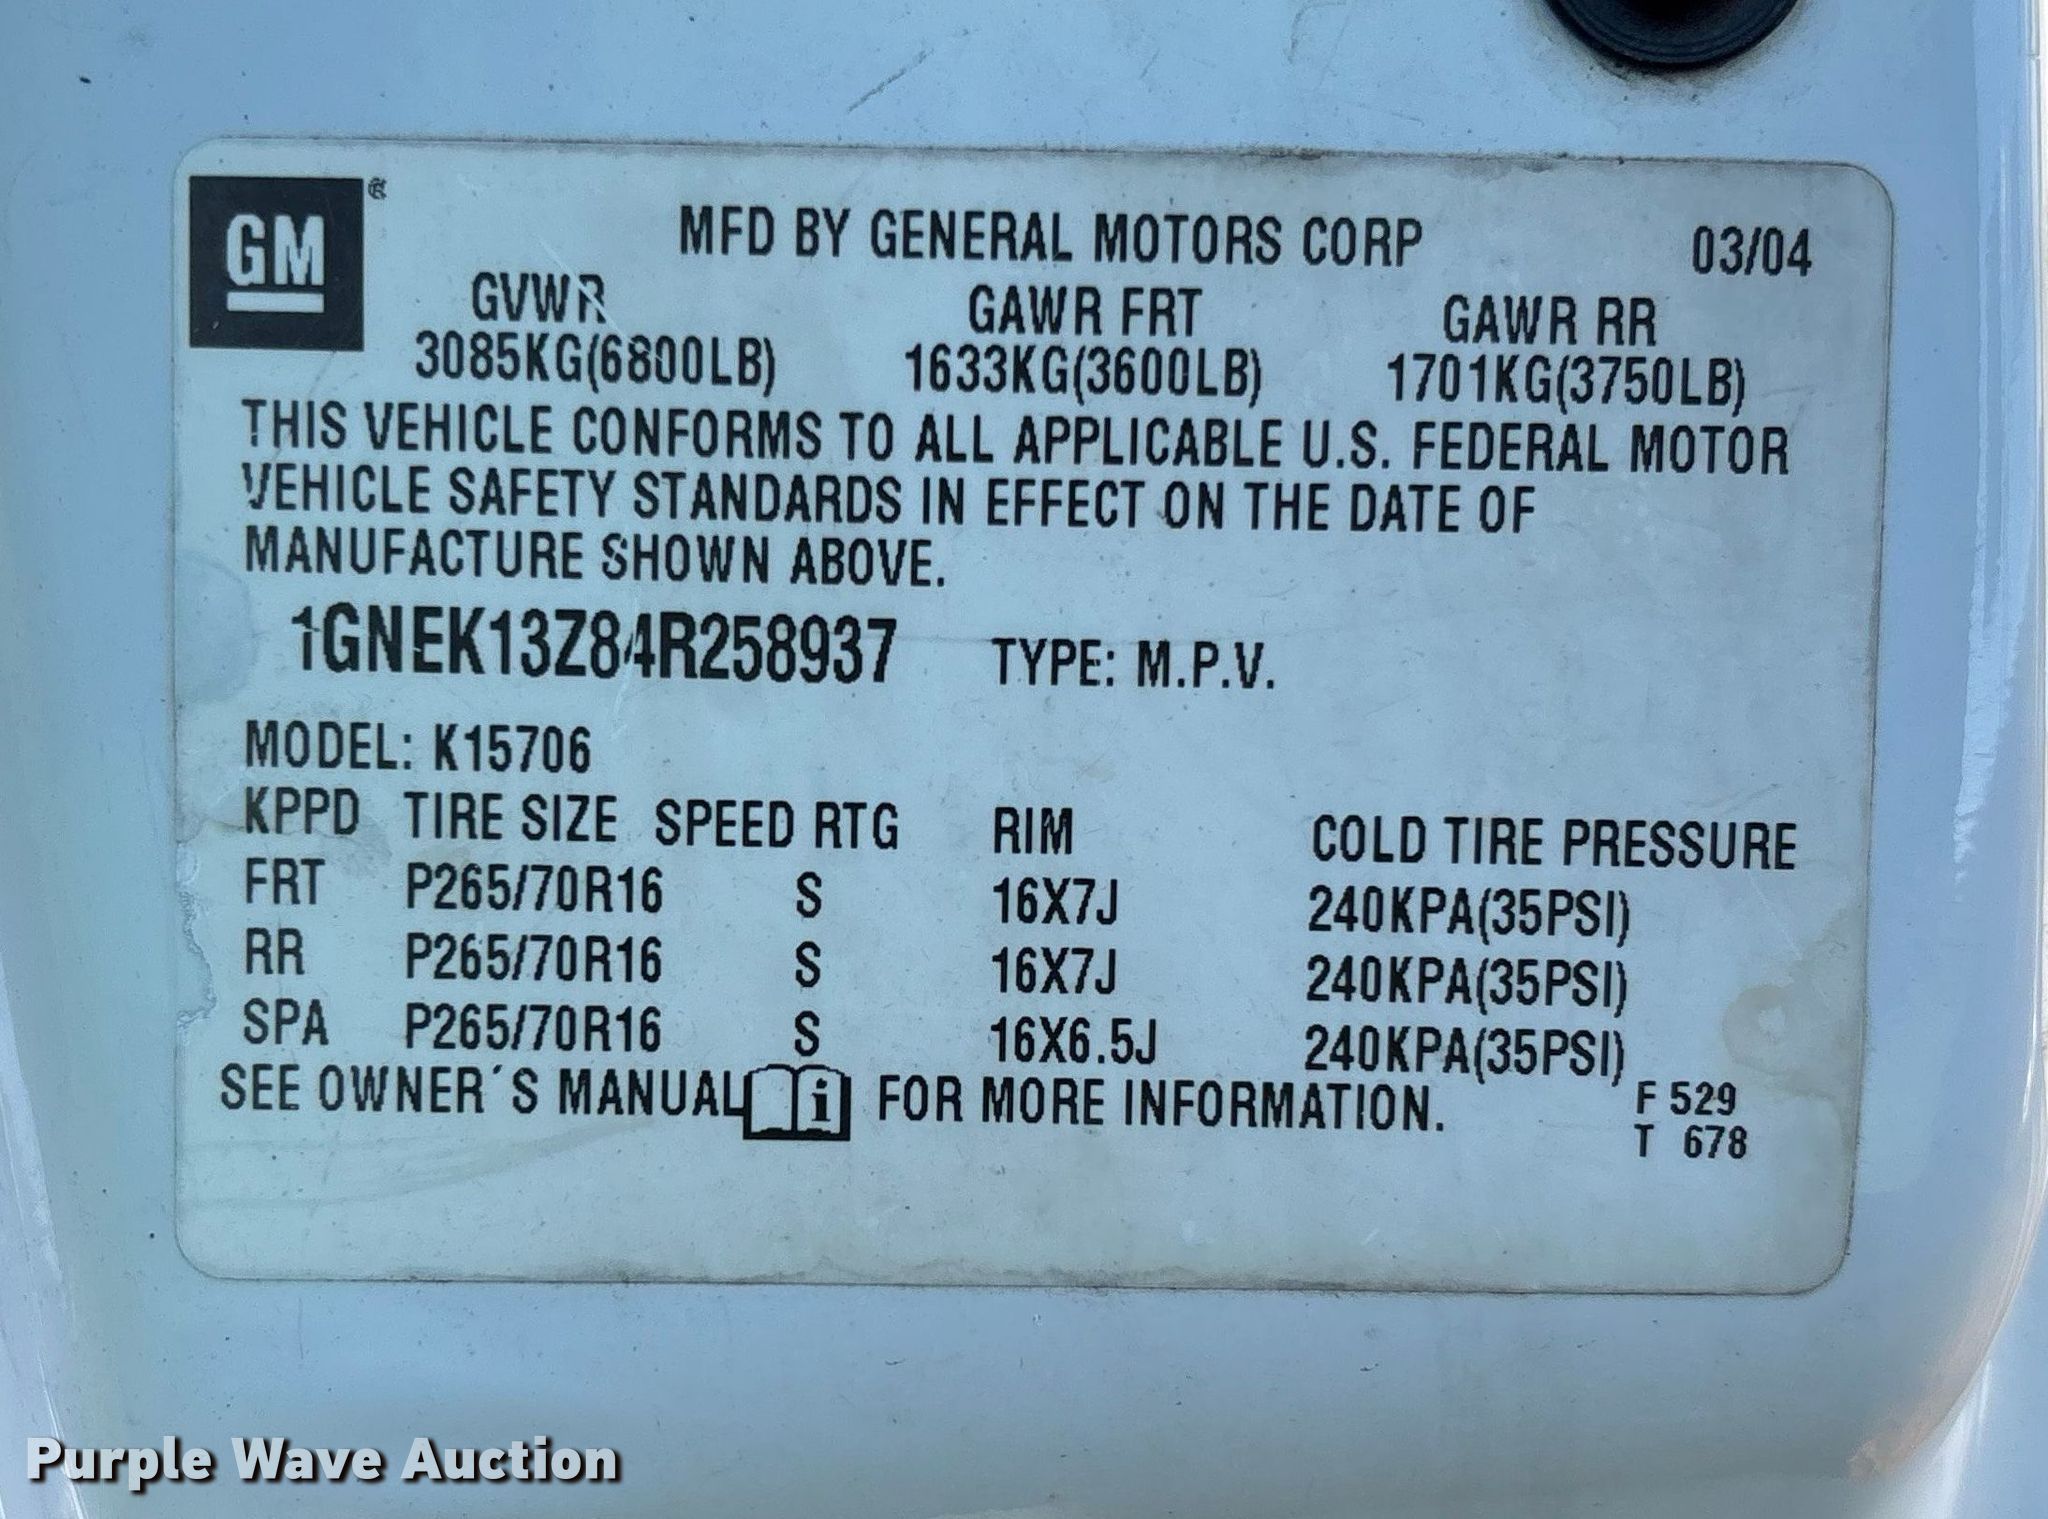 GM
MFD BY GENERAL MOTORS CORP 03/04
GVWR GAWR FRT GAWR RR
3085KG(6800LB) 1633KG(3600LB) 1701KG(3750LB)
THIS VEHICLE CONFORMS TO ALL APPLICABLE U.S. FEDERAL MOTOR
VEHICLE SAFETY STANDARDS IN EFFECT ON THE DATE OF
MANUFACTURE SHOWN ABOVE.
1GNEK13Z84R258937 TYPE: M.P.V.
MODEL: K15706
KPPD TIRE SIZE SPEED RTG RIM COLD TIRE PRESSURE
FRT P265/70R16 S 16X7J 240KPA(35PSI)
RR P265/70R16 S 16X7J 240KPA(35PSI)
SPA P265/70R16 S 16X6.5J 240KPA(35PSI)
SEE OWNER´S MANUAL i FOR MORE INFORMATION.
F 529
T 678
Purple Wave Auction